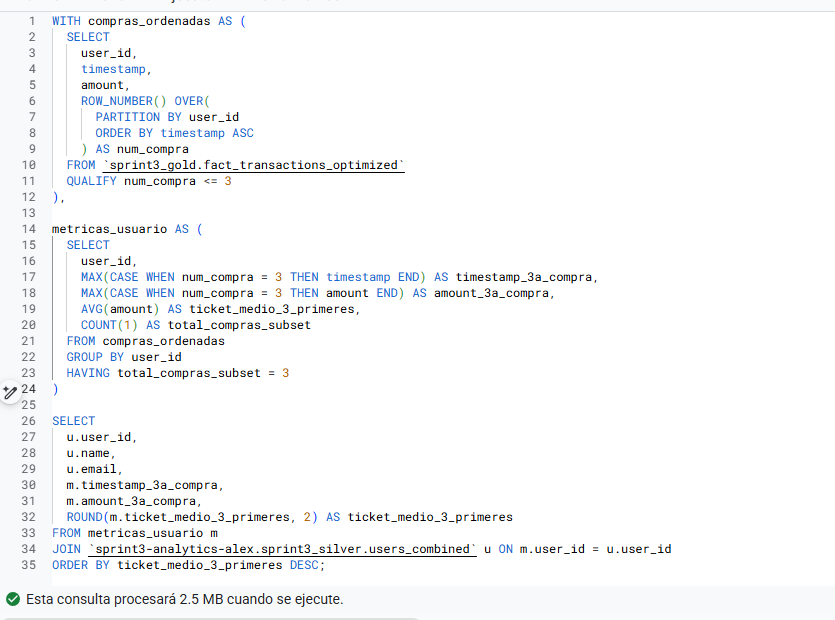 1 WITH compras_ordenadas AS (
2 SELECT
3 user_id,
4 timestamp,
5 amount,
6 ROW_NUMBER() OVER(
7 PARTITION BY user_id
8 ORDER BY timestamp ASC
9 ) AS num_compra
10 FROM `sprint3_gold.fact_transactions_optimized`
11 QUALIFY num_compra <= 3
12 ),
13
14 metricas_usuario AS (
15 SELECT
16 user_id,
17 MAX(CASE WHEN num_compra = 3 THEN timestamp END) AS timestamp_3a_compra,
18 MAX(CASE WHEN num_compra = 3 THEN amount END) AS amount_3a_compra,
19 AVG(amount) AS ticket_medio_3_primeres,
20 COUNT(1) AS total_compras_subset
21 FROM compras_ordenadas
22 GROUP BY user_id
23 HAVING total_compras_subset = 3
24 )
25
26 SELECT
27 u.user_id,
28 u.name,
29 u.email,
30 m.timestamp_3a_compra,
31 m.amount_3a_compra,
32 ROUND(m.ticket_medio_3_primeres, 2) AS ticket_medio_3_primeres
33 FROM metricas_usuario m
34 JOIN `sprint3-analytics-alex.sprint3_silver.users_combined` u ON m.user_id = u.user_id
35 ORDER BY ticket_medio_3_primeres DESC;
Esta consulta procesará 2.5 MB cuando se ejecute.